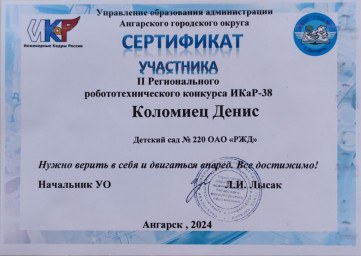 Управление образования администрации
Ангарского городского округа
ИКР
Инженерные Кадры России
СЕРТИФИКАТ
УЧАСТНИКА
II Регионального
робототехнического конкурса ИКаР-38
Коломиец Денис
Детский сад № 220 ОАО «РЖД»
Нужно верить в себя и двигаться вперед. Все достижимо!
Начальник УО Л.И. Лысак
Ангарск , 2024